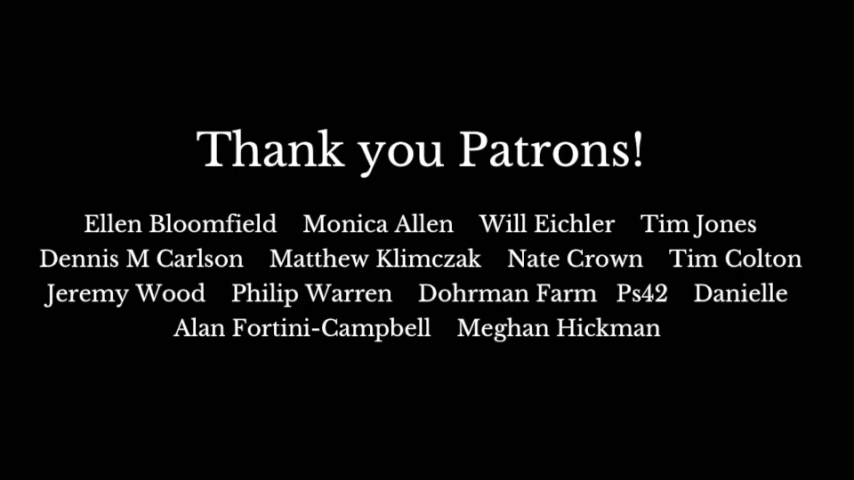 Thank you Patrons!
Ellen Bloomfield Monica Allen Will Eichler Tim Jones
Dennis M Carlson Matthew Klimczak Nate Crown Tim Colton
Jeremy Wood Philip Warren Dohrman Farm Ps42 Danielle
Alan Fortini-Campbell Meghan Hickman